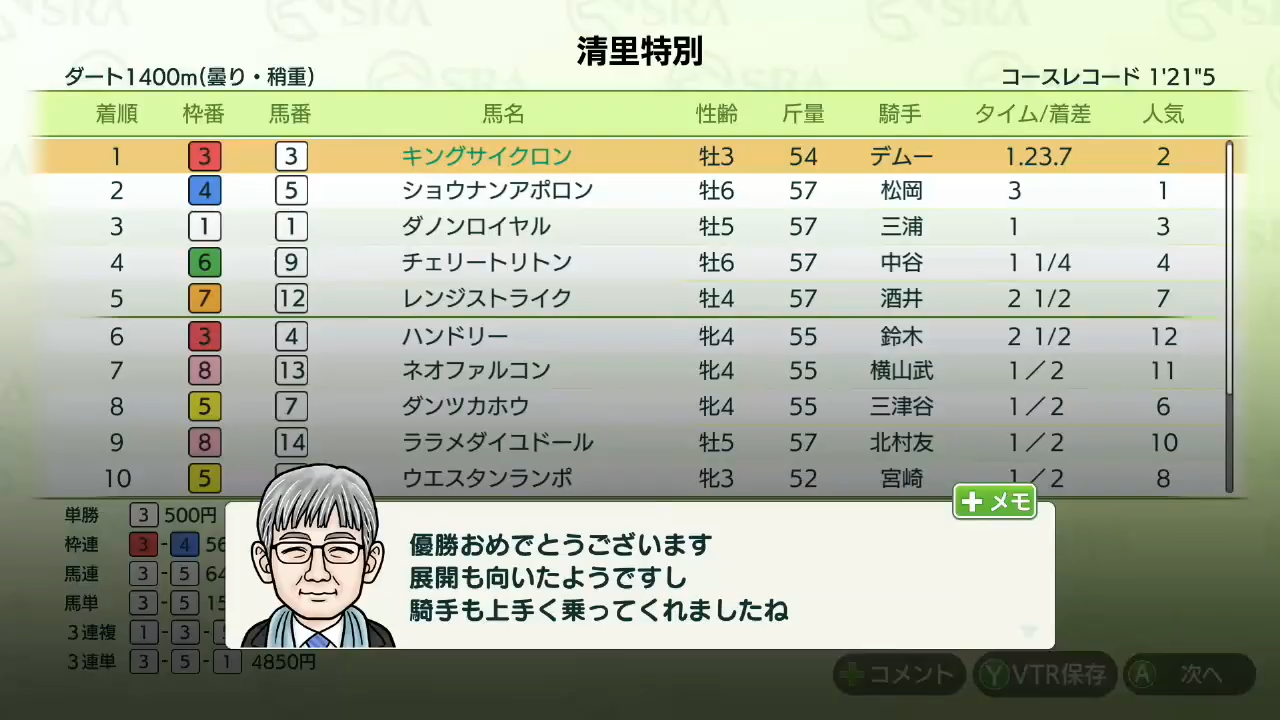 清里特別
ダート1400m(曇り・稍重)
コースレコード 1'21"5
着順 枠番 馬番 馬名 性齢 斤量 騎手 タイム/着差 人気
1 3 3 キングサイクロン 牡3 54 デムー 1.23.7 2
2 4 5 ショウナンアポロン 牡6 57 松岡 3 1
3 1 1 ダノンロイヤル 牡5 57 三浦 1 3
4 6 9 チェリートリトン 牡6 57 中谷 1 1/4 4
5 7 12 レンジストライク 牡4 57 酒井 2 1/2 7
6 3 4 ハンドリー 牝4 55 鈴木 2 1/2 12
7 8 13 ネオファルコン 牝4 55 横山武 1／2 11
8 5 7 ダンツカホウ 牝4 55 三津谷 1／2 6
9 8 14 ララメダイユドール 牡5 57 北村友 1／2 10
10 5 ウエスタンランポ 牝3 52 宮崎 1／2 8
単勝 3 500円
枠連 3-4 56
馬連 3-5 64
馬単 3-5 15
3連複 1-3-
3連単 3-5-1 4850円
+メモ
優勝おめでとうございます
展開も向いたようですし
騎手も上手く乗ってくれましたね
+コメント Y VTR保存 A 次へ